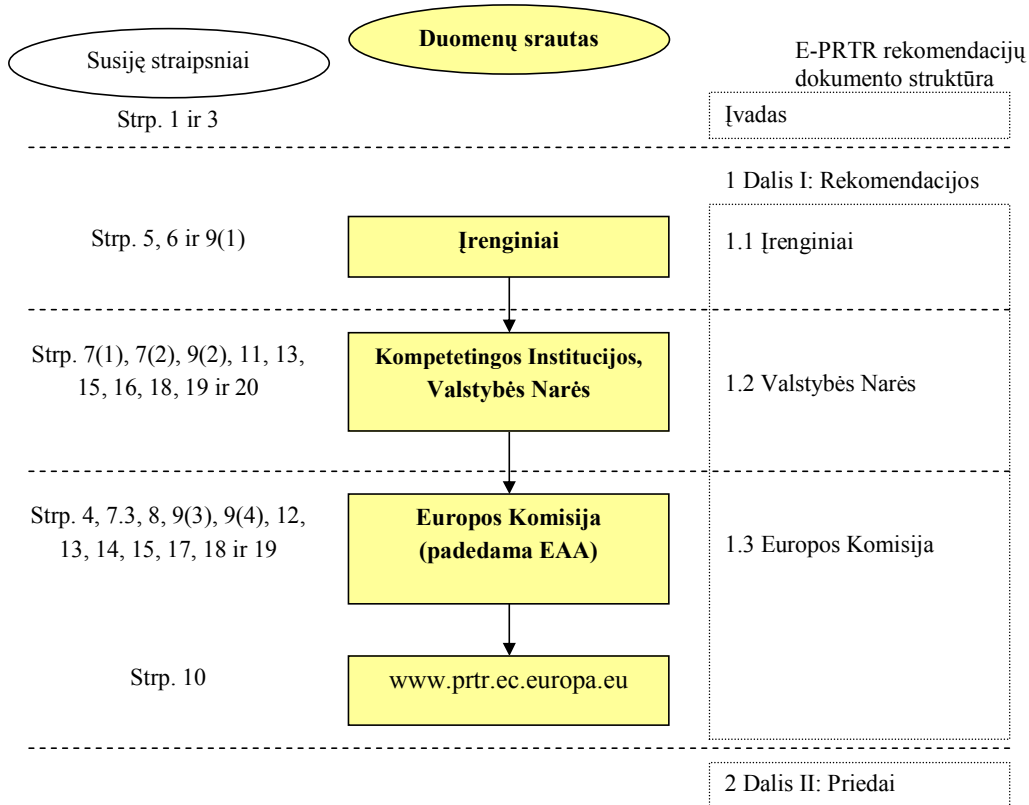 Susiję straipsniai
Duomenų srautas
E-PRTR rekomendacijų
dokumento struktūra
Strp. 1 ir 3
Įvadas
1 Dalis I: Rekomendacijos
Strp. 5, 6 ir 9(1)
Įrenginiai
1.1 Įrenginiai
Strp. 7(1), 7(2), 9(2), 11, 13,
15, 16, 18, 19 ir 20
Kompetetingos Institucijos,
Valstybės Narės
1.2 Valstybės Narės
Strp. 4, 7.3, 8, 9(3), 9(4), 12,
13, 14, 15, 17, 18 ir 19
Europos Komisija
(padedama EAA)
1.3 Europos Komisija
Strp. 10
www.prtr.ec.europa.eu
2 Dalis II: Priedai